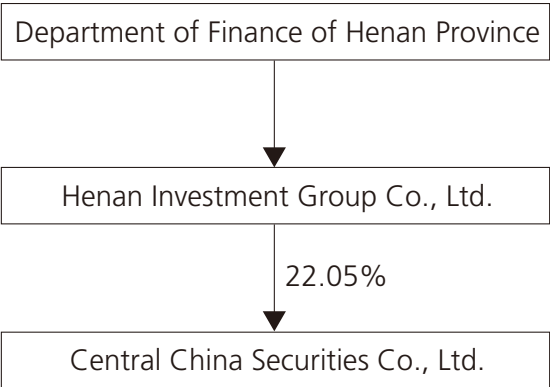 Department of Finance of Henan Province
Henan Investment Group Co., Ltd.
22.05%
Central China Securities Co., Ltd.